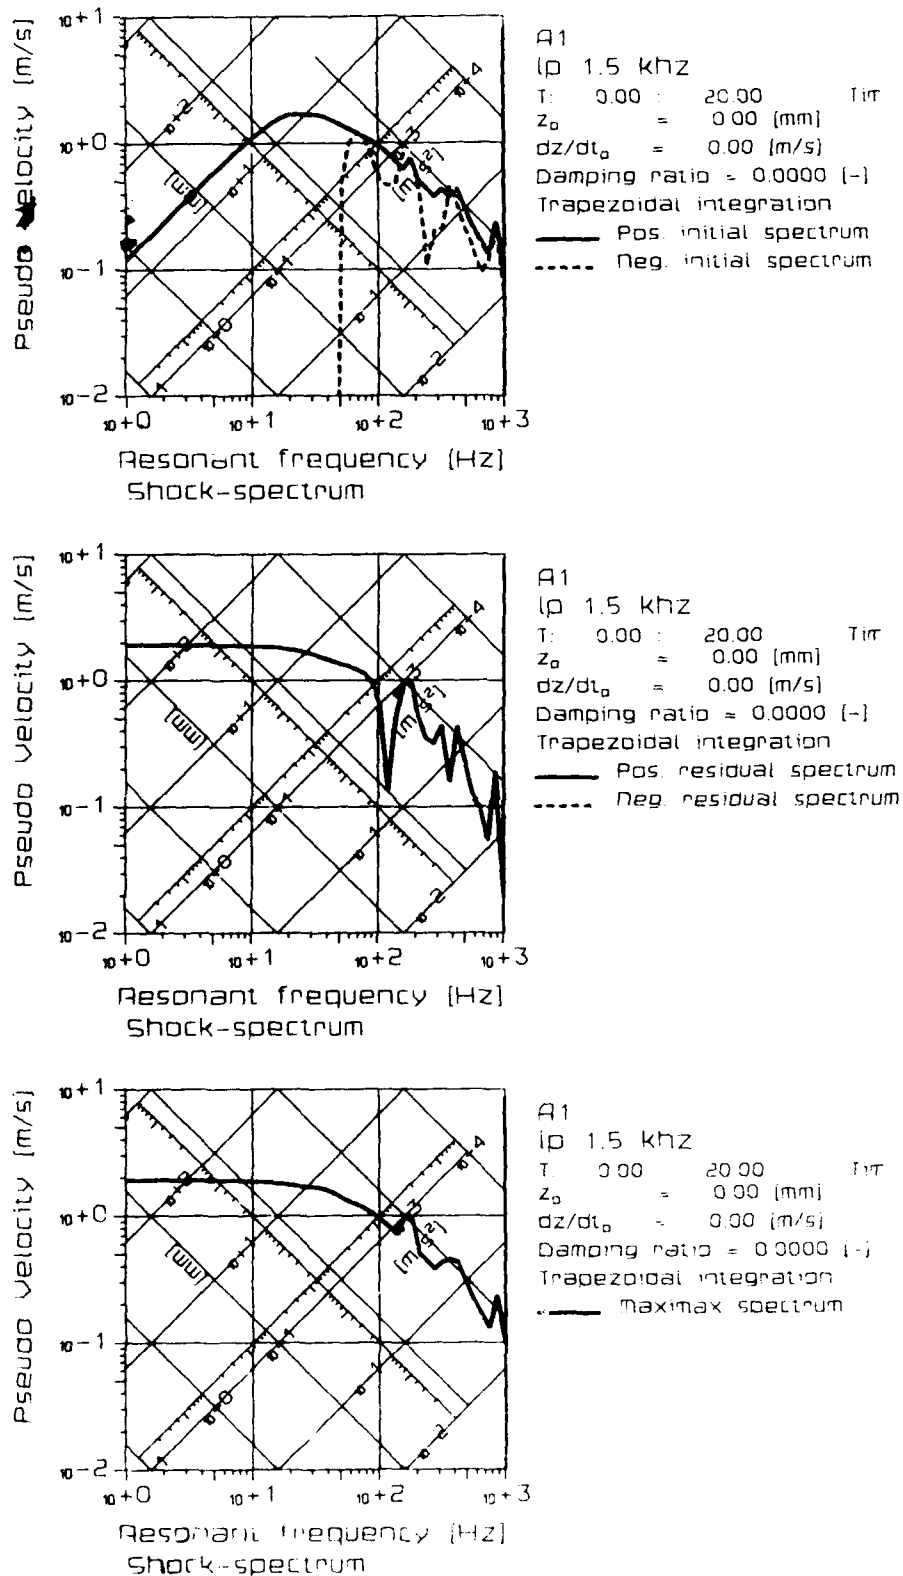 Pseudo Velocity [m/s]
10+1
10+0
10-1
10-2
10+0 10+1 10+2 10+3
Resonant frequency [Hz]
Shock-spectrum
[mm]
[m/s²]
A1
lp 1.5 khz
T: 0.00 : 20.00 Tim
z₀ = 0.00 [mm]
dz/dt₀ = 0.00 [m/s]
Damping ratio = 0.0000 [-]
Trapezoidal integration
Pos. initial spectrum
Neg. initial spectrum
Pseudo Velocity [m/s]
10+1
10+0
10-1
10-2
10+0 10+1 10+2 10+3
Resonant frequency [Hz]
Shock-spectrum
[mm]
[m/s²]
A1
lp 1.5 khz
T: 0.00 : 20.00 Tim
z₀ = 0.00 [mm]
dz/dt₀ = 0.00 [m/s]
Damping ratio = 0.0000 [-]
Trapezoidal integration
Pos. residual spectrum
Neg. residual spectrum
Pseudo Velocity [m/s]
10+1
10+0
10-1
10-2
10+0 10+1 10+2 10+3
Resonant frequency [Hz]
Shock-spectrum
[mm]
[m/s²]
A1
lp 1.5 khz
T. 0.00 20.00 Tim
z₀ = 0.00 [mm]
dz/dt₀ = 0.00 [m/s]
Damping ratio = 0.0000 [-]
Trapezoidal integration
Maximax spectrum